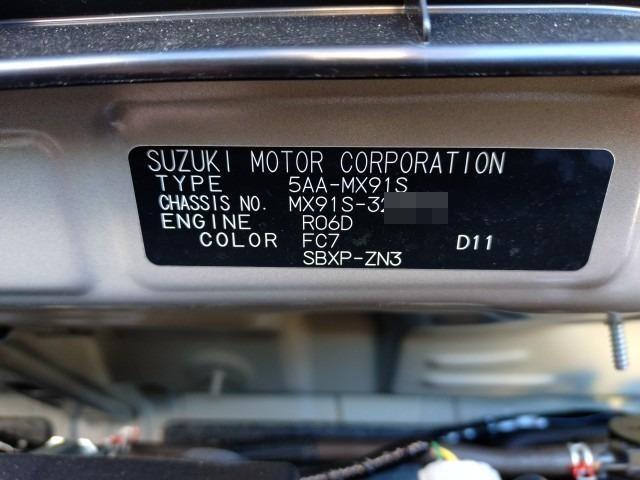 SUZUKI MOTOR CORPORATION
TYPE 5AA-MX91S
CHASSIS NO. MX91S-32
ENGINE R06D
COLOR FC7 D11
SBXP-ZN3